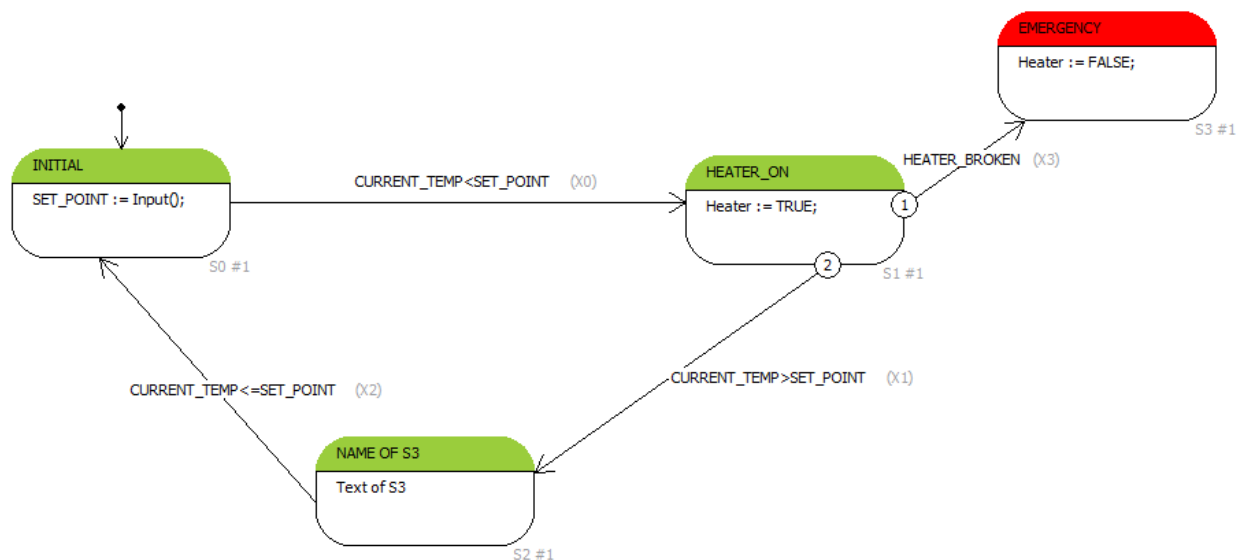 EMERGENCY
Heater := FALSE;
S3 #1
INITIAL
SET_POINT := Input();
S0 #1
CURRENT_TEMP<SET_POINT (X0)
HEATER_ON
Heater := TRUE;
1
2
S1 #1
HEATER_BROKEN (X3)
CURRENT_TEMP>SET_POINT (X1)
CURRENT_TEMP<=SET_POINT (X2)
NAME OF S3
Text of S3
S2 #1